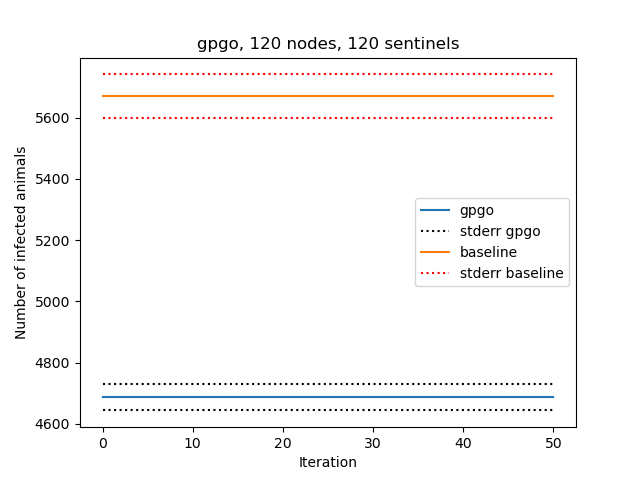 gpgo, 120 nodes, 120 sentinels
Number of infected animals
5600
5400
5200
5000
4800
4600
gpgo
stderr gpgo
baseline
stderr baseline
0 10 20 30 40 50
Iteration